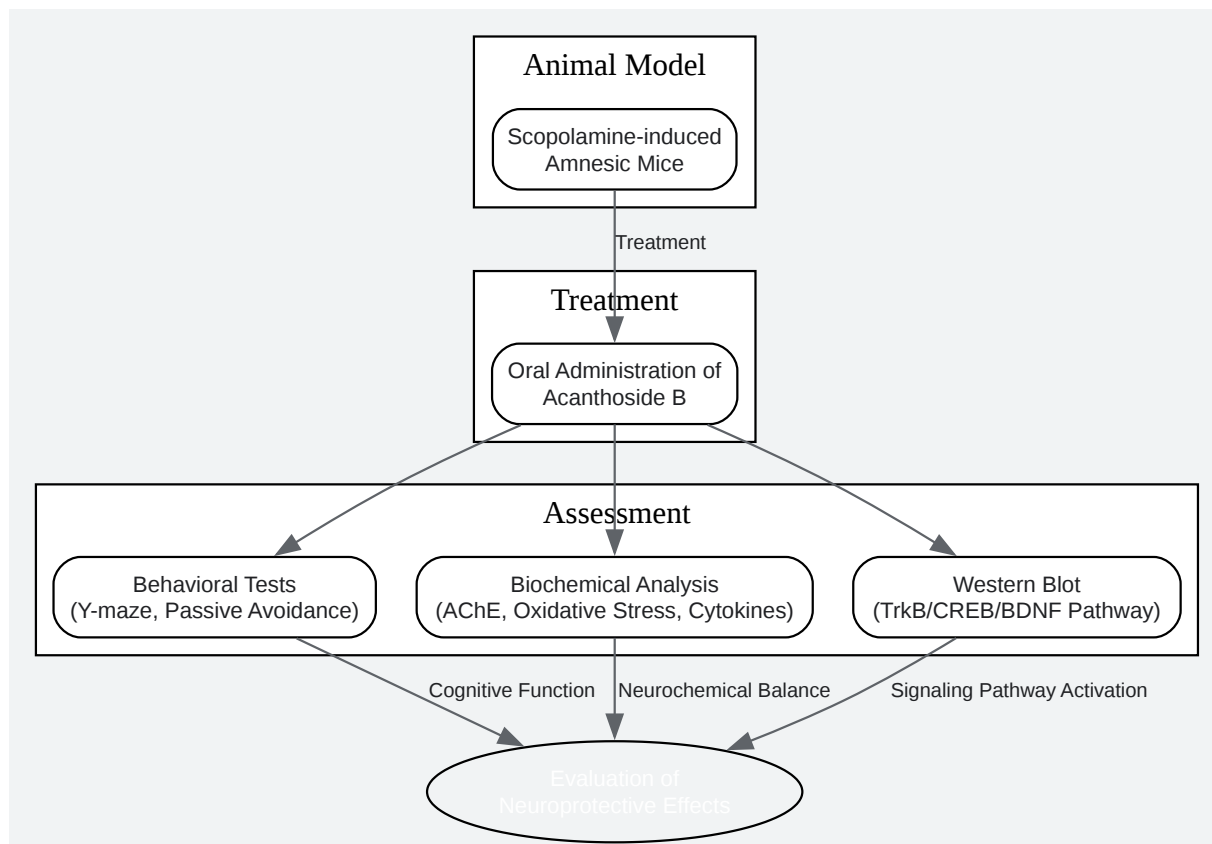 Animal Model
Scopolamine-induced
Amnesic Mice
Treatment
Treatment
Oral Administration of
Acanthoside B
Assessment
Behavioral Tests
(Y-maze, Passive Avoidance)
Biochemical Analysis
(AChE, Oxidative Stress, Cytokines)
Western Blot
(TrkB/CREB/BDNF Pathway)
Cognitive Function
Neurochemical Balance
Signaling Pathway Activation
Evaluation of
Neuroprotective Effects